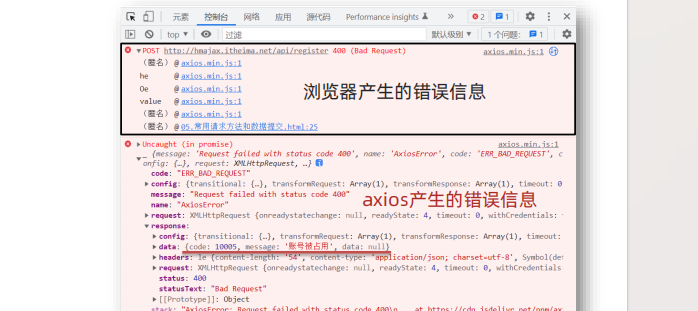 元素 控制台 网络 应用 源代码 Performance insights » 2 1
top 过滤 默认级别 1 个问题: 1
POST http://hmajax.itheima.net/api/register 400 (Bad Request) axios.min.js:1
(匿名) @ axios.min.js:1
he @ axios.min.js:1
Oe @ axios.min.js:1
value @ axios.min.js:1
(匿名) @ axios.min.js:1
(匿名) @ 05.常用请求方法和数据提交.html:25
浏览器产生的错误信息
Uncaught (in promise) axios.min.js:1
_ {message: 'Request failed with status code 400', name: 'AxiosError', code: 'ERR_BAD_REQUEST', c
onfig: {…}, request: XMLHttpRequest, …}
code: "ERR_BAD_REQUEST"
config: {transitional: {…}, transformRequest: Array(1), transformResponse: Array(1), timeout: 0
message: "Request failed with status code 400"
name: "AxiosError"
axios产生的错误信息
request: XMLHttpRequest {onreadystatechange: null, readyState: 4, timeout: 0, withCredentials:
response:
config: {transitional: {…}, transformRequest: Array(1), transformResponse: Array(1), timeout:
data: {code: 10005, message: '账号被占用', data: null}
headers: ie {content-length: '54', content-type: 'application/json; charset=utf-8', Symbol(de
request: XMLHttpRequest {onreadystatechange: null, readyState: 4, timeout: 0, withCredentials
status: 400
statusText: "Bad Request"
[[Prototype]]: Object
stack: "AxiosError: Request failed with status code 400\n at https://cdn.jsdelivr.net/npm/ax